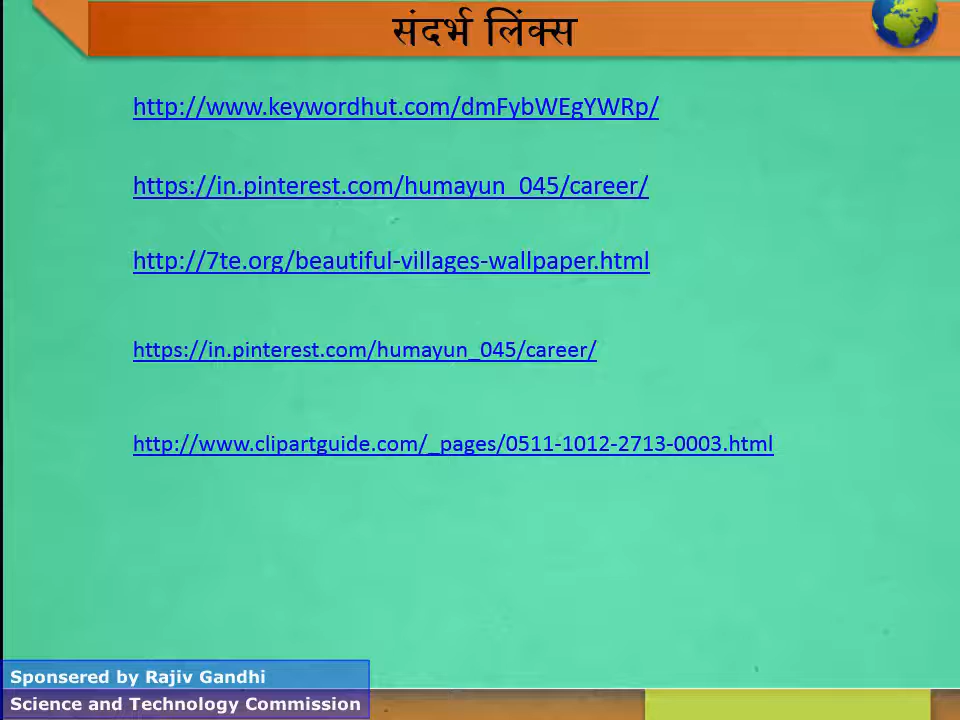 संदर्भ लिंक्स
http://www.keywordhut.com/dmFybWEgYWRp/
https://in.pinterest.com/humayun_045/career/
http://7te.org/beautiful-villages-wallpaper.html
https://in.pinterest.com/humayun_045/career/
http://www.clipartguide.com/_pages/0511-1012-2713-0003.html
Sponsered by Rajiv Gandhi
Science and Technology Commission